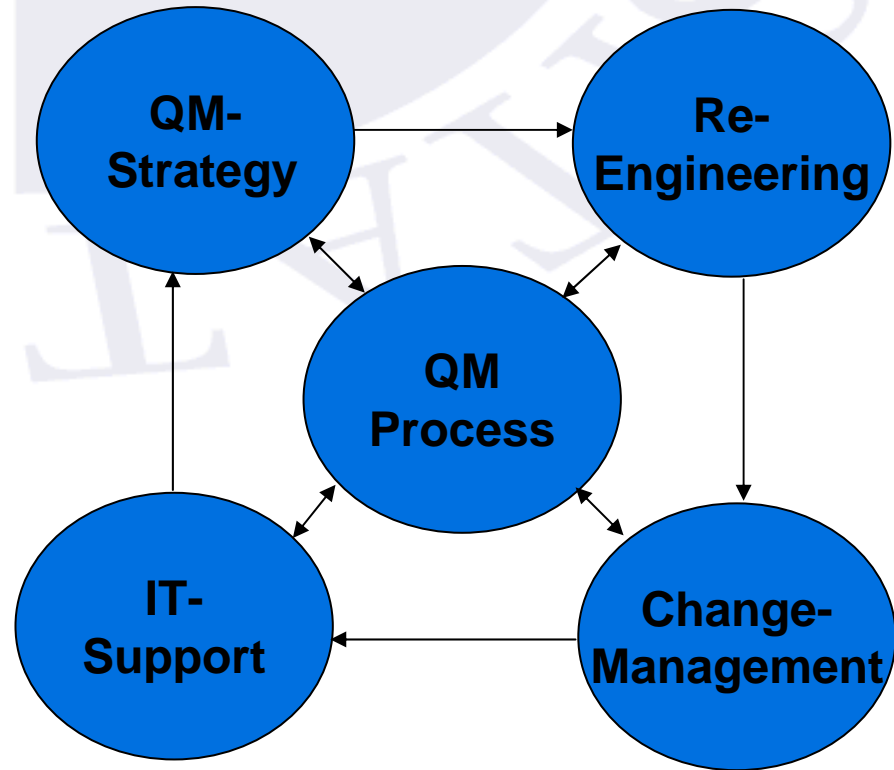 QM-
Strategy
Re-
Engineering
QM
Process
IT-
Support
Change-
Management